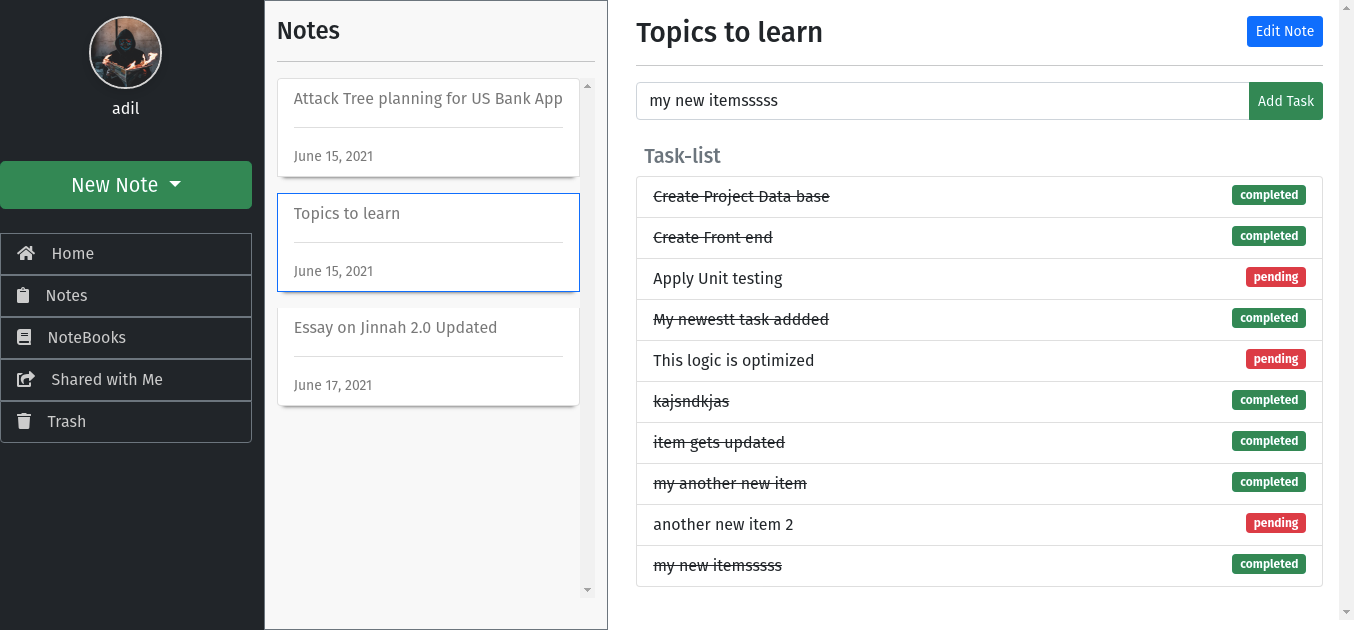 adil
New Note
Home
Notes
NoteBooks
Shared with Me
Trash
Notes
Attack Tree planning for US Bank App
June 15, 2021
Topics to learn
June 15, 2021
Essay on Jinnah 2.0 Updated
June 17, 2021
Topics to learn
Edit Note
my new itemsssss
Add Task
Task-list
Create Project Data base completed
Create Front end completed
Apply Unit testing pending
My newestt task addded completed
This logic is optimized pending
kajsndkjas completed
item gets updated completed
my another new item completed
another new item 2 pending
my new itemsssss completed